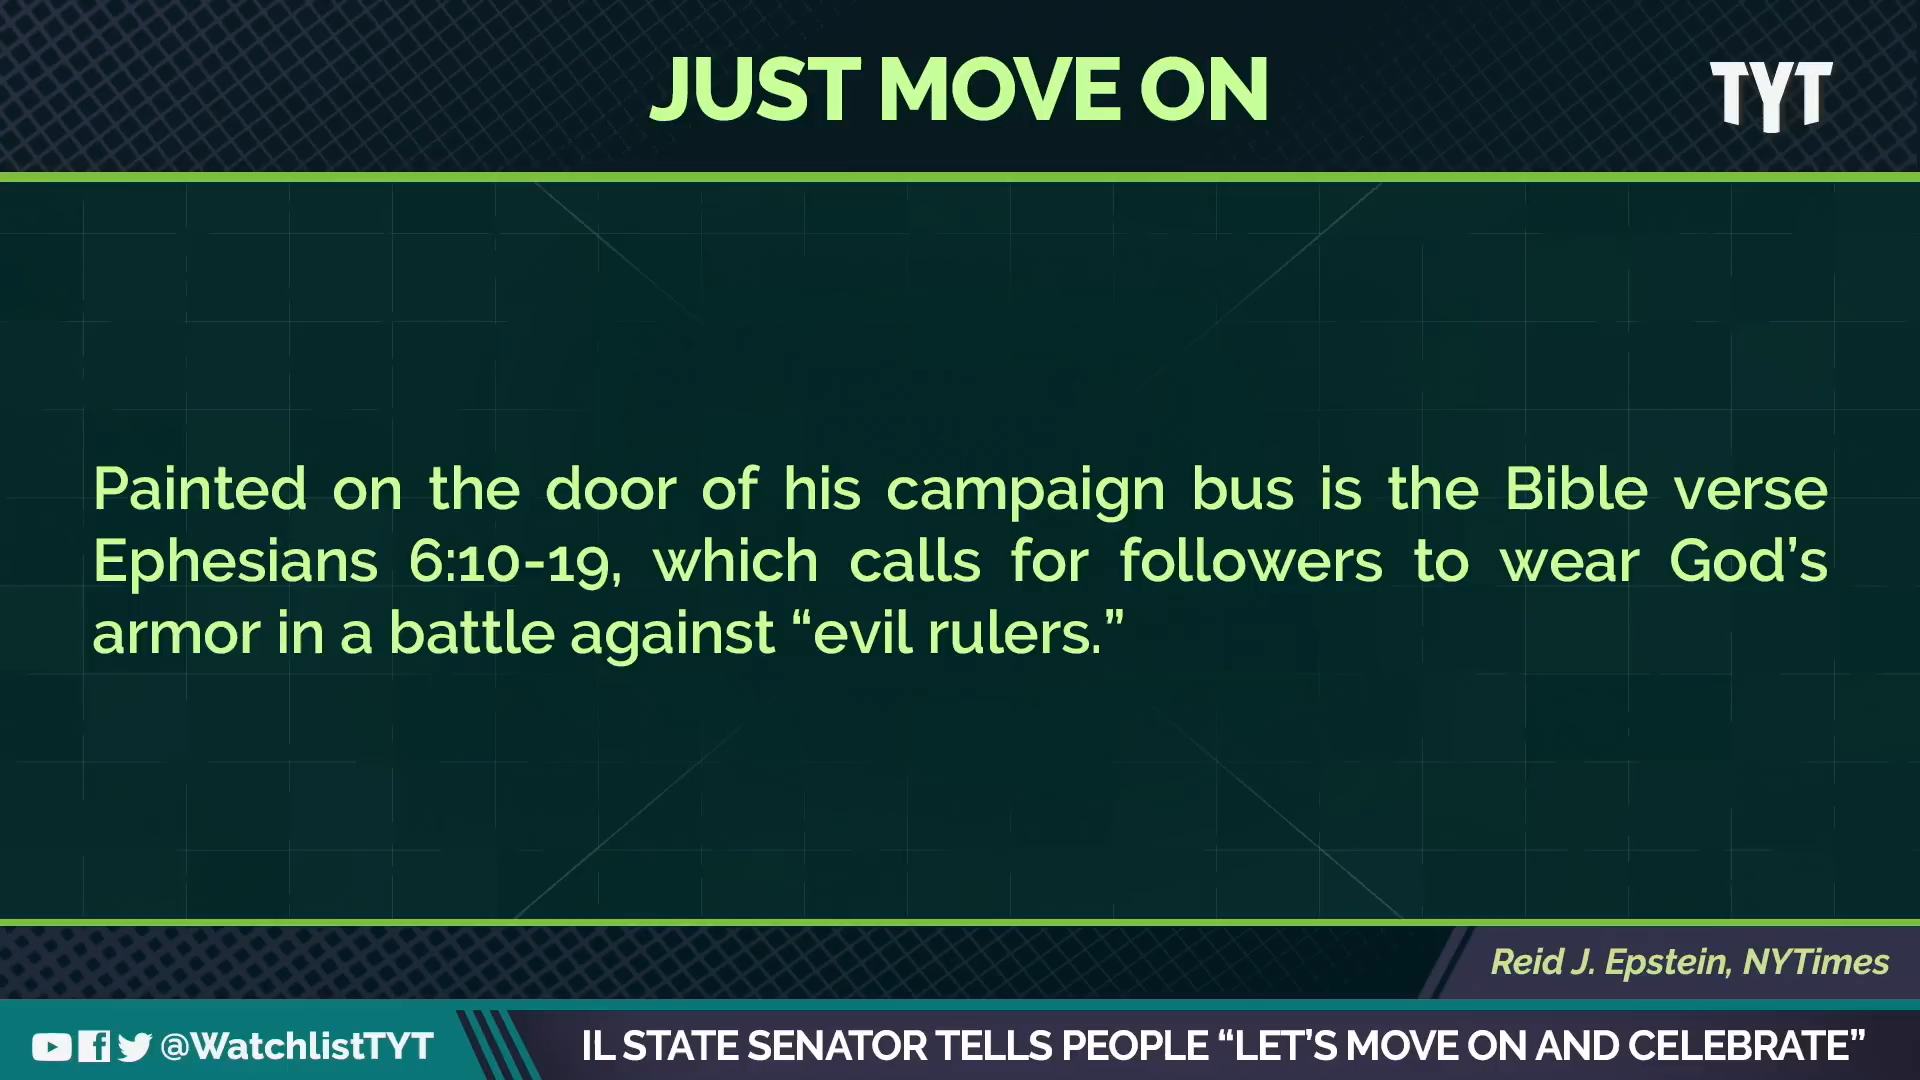 JUST MOVE ON
TYT
Painted on the door of his campaign bus is the Bible verse
Ephesians 6:10-19, which calls for followers to wear God’s
armor in a battle against “evil rulers.”
Reid J. Epstein, NYTimes
@WatchlistTYT
IL STATE SENATOR TELLS PEOPLE “LET’S MOVE ON AND CELEBRATE”